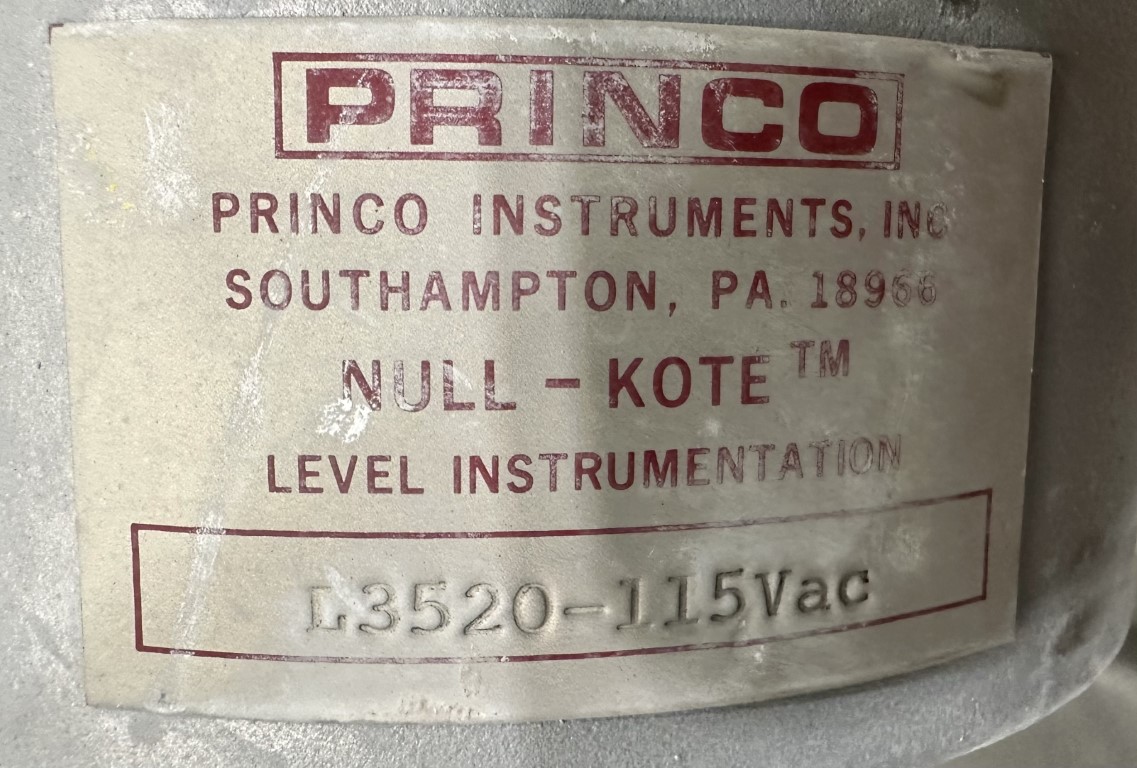 PRINCO
PRINCO INSTRUMENTS, INC
SOUTHAMPTON, PA. 18966
NULL - KOTE TM
LEVEL INSTRUMENTATION
L3520-115Vac